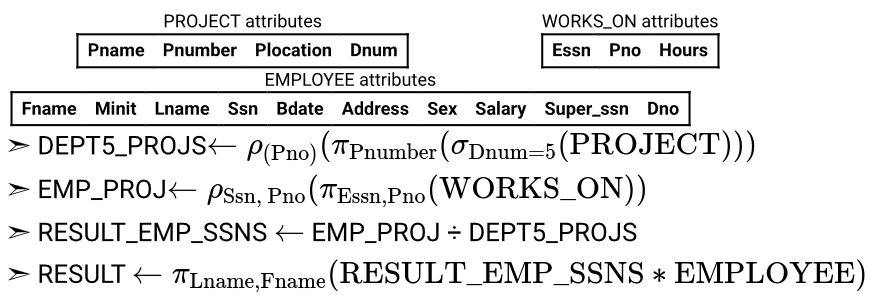 PROJECT attributes WORKS_ON attributes
Pname Pnumber Plocation Dnum Essn Pno Hours
EMPLOYEE attributes
Fname Minit Lname Ssn Bdate Address Sex Salary Super_ssn Dno
➣ DEPT5_PROJS← ρ(Pno)(πPnumber(σDnum=5(PROJECT)))
➣ EMP_PROJ← ρSsn, Pno(πEssn,Pno(WORKS_ON))
➣ RESULT_EMP_SSNS ← EMP_PROJ ÷ DEPT5_PROJS
➣ RESULT ← πLname,Fname(RESULT_EMP_SSNS ∗ EMPLOYEE)